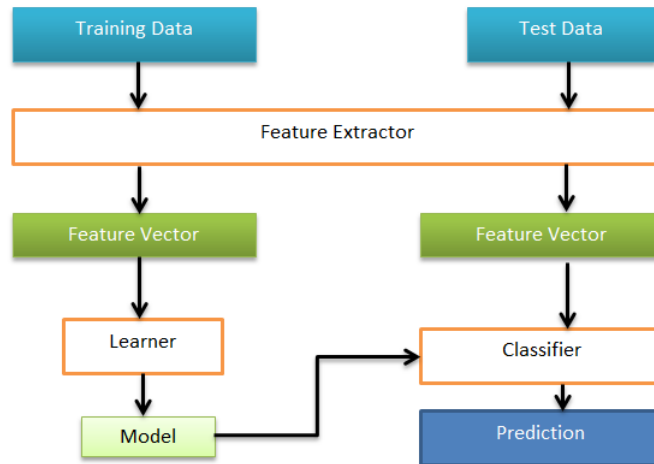 Training Data
Test Data
Feature Extractor
Feature Vector
Feature Vector
Learner
Classifier
Model
Prediction